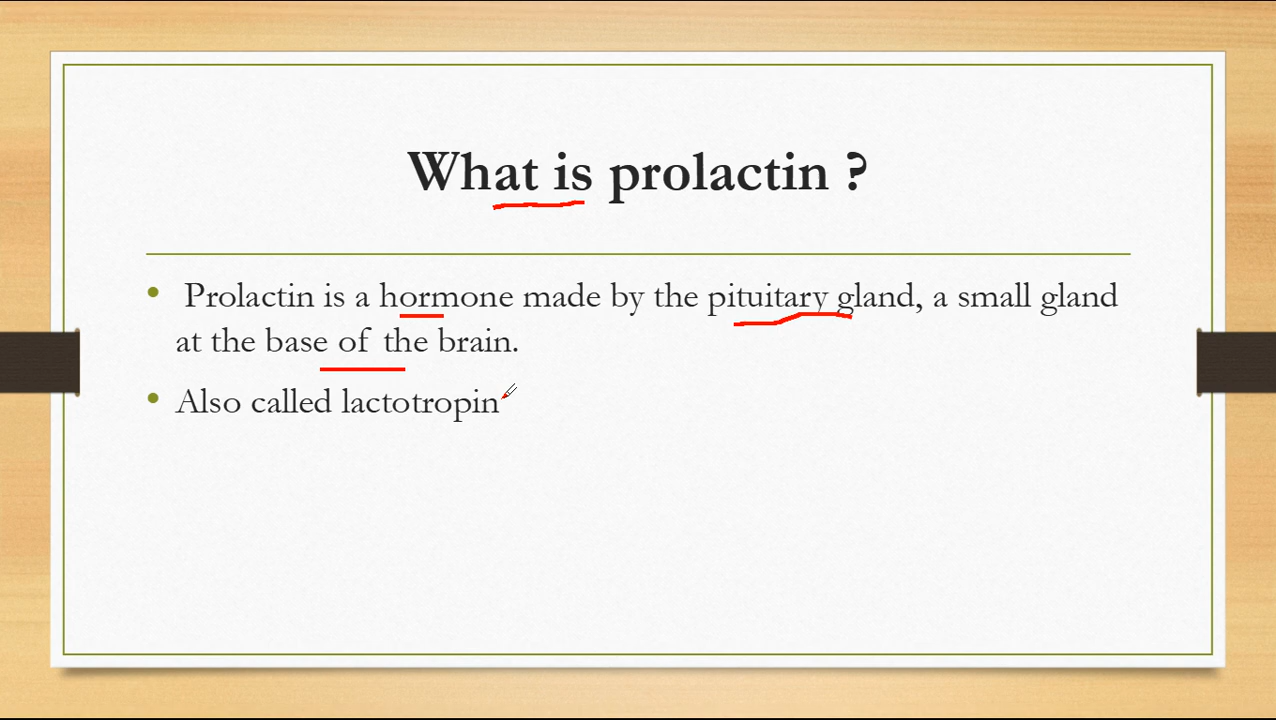 What is prolactin ?
• Prolactin is a hormone made by the pituitary gland, a small gland
at the base of the brain.
• Also called lactotropin